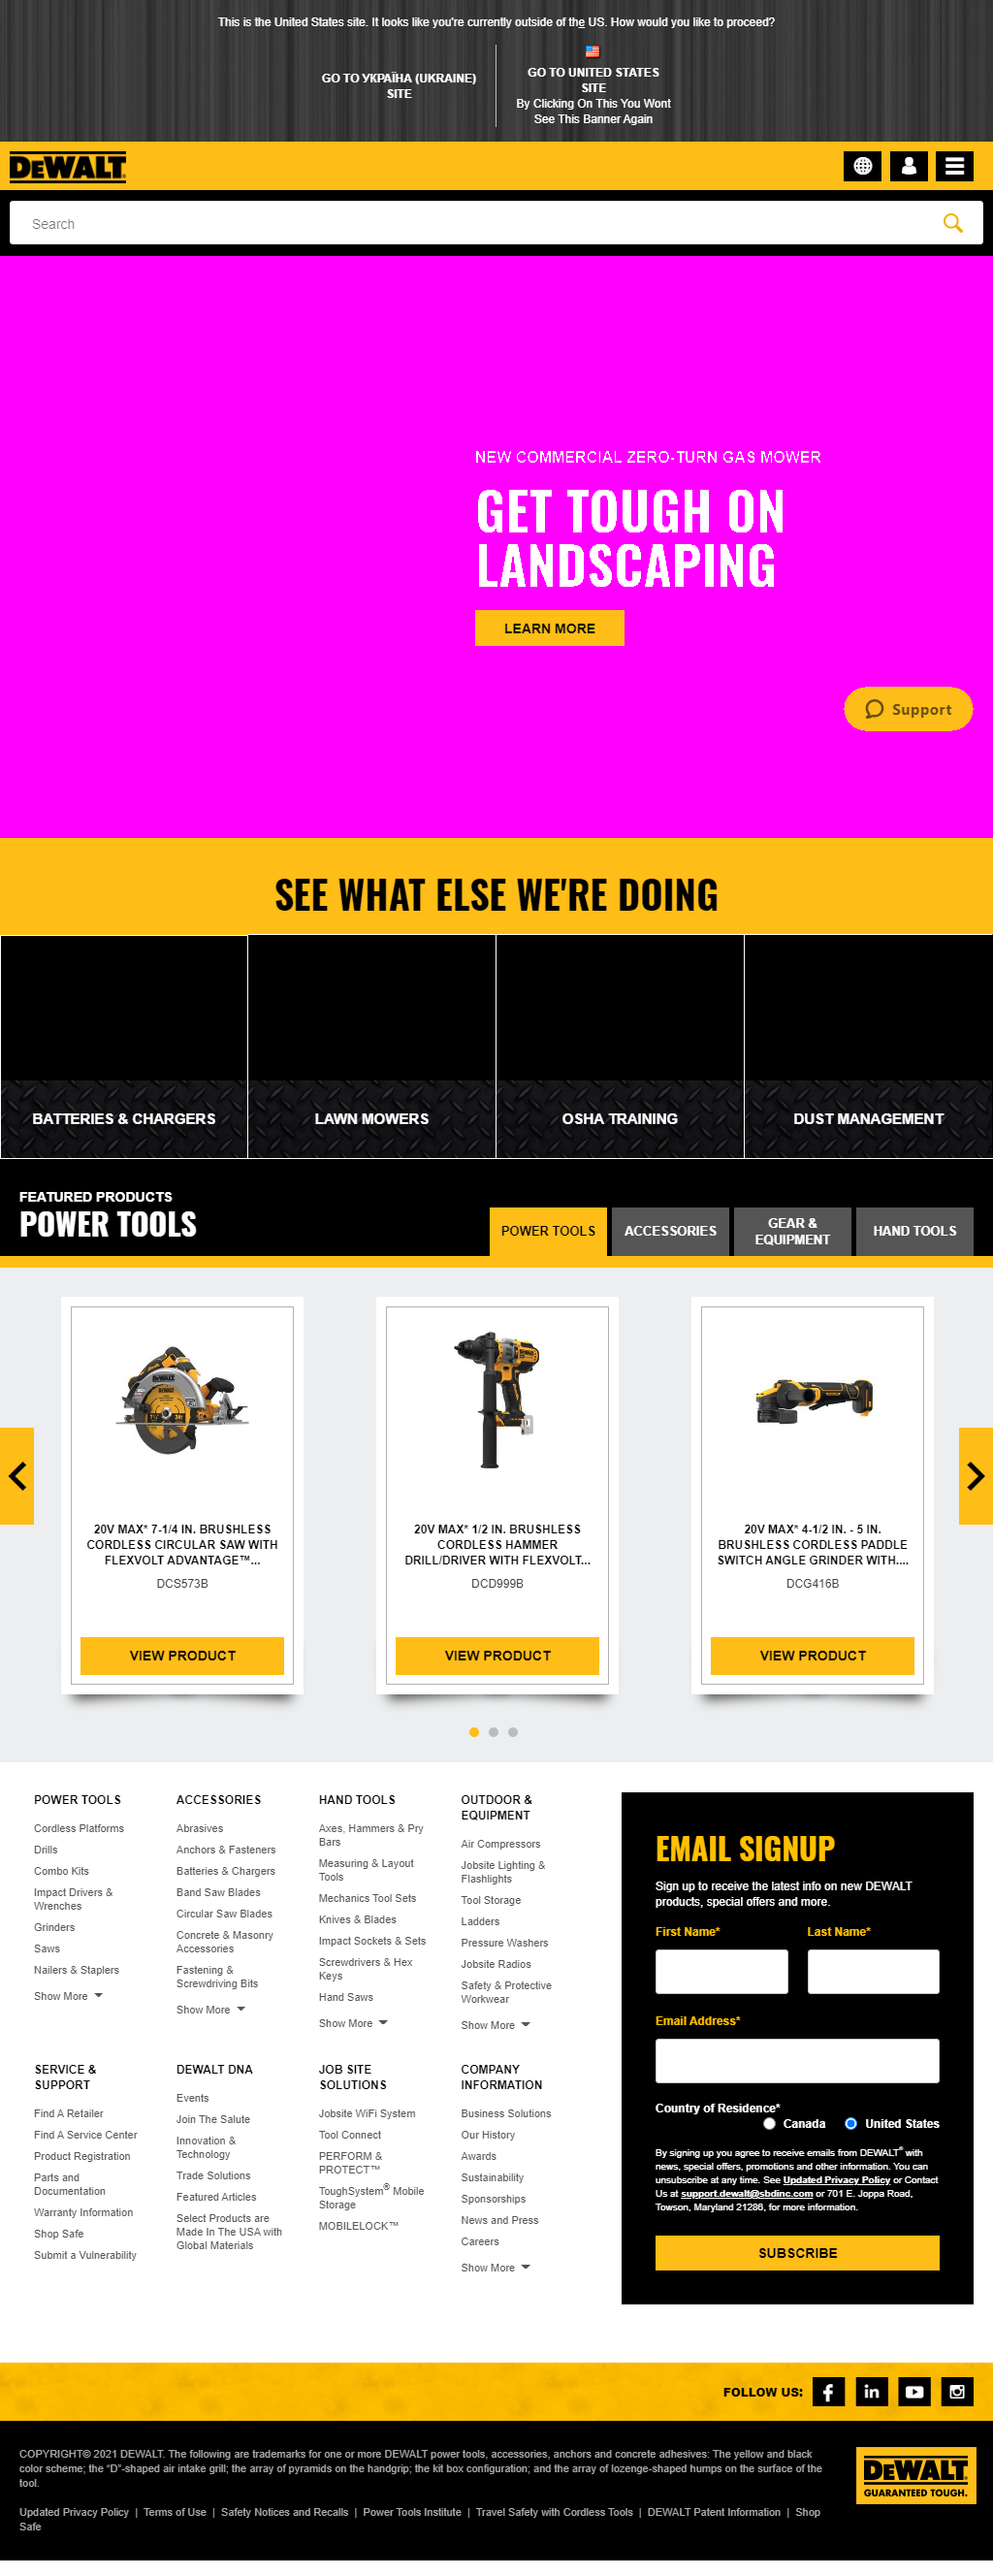 This is the United States site. It looks like you're currently outside of the US. How would you like to proceed?
GO TO УКРАЇНА (UKRAINE)
SITE
GO TO UNITED STATES
SITE
By Clicking On This You Wont
See This Banner Again
DEWALT
Search
NEW COMMERCIAL ZERO-TURN GAS MOWER
GET TOUGH ON
LANDSCAPING
LEARN MORE
Support
SEE WHAT ELSE WE'RE DOING
BATTERIES & CHARGERS
LAWN MOWERS
OSHA TRAINING
DUST MANAGEMENT
FEATURED PRODUCTS
POWER TOOLS
POWER TOOLS
ACCESSORIES
GEAR &
EQUIPMENT
HAND TOOLS
20V MAX* 7-1/4 IN. BRUSHLESS
CORDLESS CIRCULAR SAW WITH
FLEXVOLT ADVANTAGE™...
DCS573B
VIEW PRODUCT
20V MAX* 1/2 IN. BRUSHLESS
CORDLESS HAMMER
DRILL/DRIVER WITH FLEXVOLT...
DCD999B
VIEW PRODUCT
20V MAX* 4-1/2 IN. - 5 IN.
BRUSHLESS CORDLESS PADDLE
SWITCH ANGLE GRINDER WITH....
DCG416B
VIEW PRODUCT
POWER TOOLS
Cordless Platforms
Drills
Combo Kits
Impact Drivers &
Wrenches
Grinders
Saws
Nailers & Staplers
Show More
ACCESSORIES
Abrasives
Anchors & Fasteners
Batteries & Chargers
Band Saw Blades
Circular Saw Blades
Concrete & Masonry
Accessories
Fastening &
Screwdriving Bits
Show More
HAND TOOLS
Axes, Hammers & Pry
Bars
Measuring & Layout
Tools
Mechanics Tool Sets
Knives & Blades
Impact Sockets & Sets
Screwdrivers & Hex
Keys
Hand Saws
Show More
OUTDOOR &
EQUIPMENT
Air Compressors
Jobsite Lighting &
Flashlights
Tool Storage
Ladders
Pressure Washers
Jobsite Radios
Safety & Protective
Workwear
Show More
SERVICE &
SUPPORT
Find A Retailer
Find A Service Center
Product Registration
Parts and
Documentation
Warranty Information
Shop Safe
Submit a Vulnerability
DEWALT DNA
Events
Join The Salute
Innovation &
Technology
Trade Solutions
Featured Articles
Select Products are
Made In The USA with
Global Materials
JOB SITE
SOLUTIONS
Jobsite WiFi System
Tool Connect
PERFORM &
PROTECT™
ToughSystem® Mobile
Storage
MOBILELOCK™
COMPANY
INFORMATION
Business Solutions
Our History
Awards
Sustainability
Sponsorships
News and Press
Careers
Show More
EMAIL SIGNUP
Sign up to receive the latest info on new DEWALT
products, special offers and more.
First Name*
Last Name*
Email Address*
Country of Residence*
Canada
United States
By signing up you agree to receive emails from DEWALT® with
news, special offers, promotions and other information. You can
unsubscribe at any time. See Updated Privacy Policy or Contact
Us at support.dewalt@sbdinc.com or 701 E. Joppa Road,
Towson, Maryland 21286, for more information.
SUBSCRIBE
FOLLOW US:
COPYRIGHT© 2021 DEWALT. The following are trademarks for one or more DEWALT power tools, accessories, anchors and concrete adhesives: The yellow and black
color scheme; the “D”-shaped air intake grill; the array of pyramids on the handgrip; the kit box configuration; and the array of lozenge-shaped humps on the surface of the
tool.
DEWALT
GUARANTEED TOUGH.
Updated Privacy Policy | Terms of Use | Safety Notices and Recalls | Power Tools Institute | Travel Safety with Cordless Tools | DEWALT Patent Information | Shop
Safe